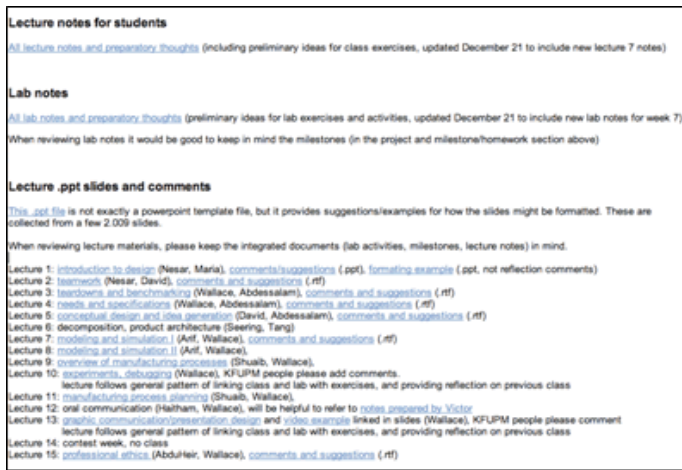 Lecture notes for students
All lecture notes and preparatory thoughts (including preliminary ideas for class exercises, updated December 21 to include new lecture 7 notes)
Lab notes
All lab notes and preparatory thoughts (preliminary ideas for lab exercises and activities, updated December 21 to include new lab notes for week 7)
When reviewing lab notes it would be good to keep in mind the milestones (in the project and milestone/homework section above)
Lecture .ppt slides and comments
This .ppt file is not exactly a powerpoint template file, but it provides suggestions/examples for how the slides might be formatted. These are
collected from a few 2.009 slides.
When reviewing lecture materials, please keep the integrated documents (lab activities, milestones, lecture notes) in mind.
Lecture 1: introduction to design (Nesar, Maria), comments/suggestions (.ppt), formating example (.ppt, not reflection comments)
Lecture 2: teamwork (Nesar, David), comments and suggestions (.rtf)
Lecture 3: teardowns and benchmarking (Wallace, Abdessalam), comments and suggestions (.rtf)
Lecture 4: needs and specifications (Wallace, Abdessalam), comments and suggestions (.rtf)
Lecture 5: conceptual design and idea generation (David, Abdessalam), comments and suggestions (.rtf)
Lecture 6: decomposition, product architecture (Seering, Tang)
Lecture 7: modeling and simulation I (Arif, Wallace), comments and suggestions (.rtf)
Lecture 8: modeling and simulation II (Arif, Wallace),
Lecture 9: overview of manufacturing processes (Shuaib, Wallace),
Lecture 10: experiments, debugging (Wallace), KFUPM people please add comments.
lecture follows general pattern of linking class and lab with exercises, and providing reflection on previous class
Lecture 11: manufacturing process planning (Shuaib, Wallace),
Lecture 12: oral communication (Haitham, Wallace), will be helpful to refer to notes prepared by Victor
Lecture 13: graphic communication/presentation design and video example linked in slides (Wallace), KFUPM people please comment
lecture follows general pattern of linking class and lab with exercises, and providing reflection on previous class
Lecture 14: contest week, no class
Lecture 15: professional ethics (AbdulHeir, Wallace), comments and suggestions (.rtf)